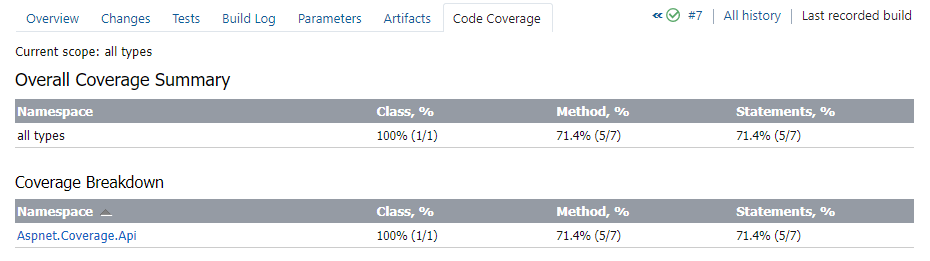 Overview Changes Tests Build Log Parameters Artifacts Code Coverage « #7 All history Last recorded build
Current scope: all types
Overall Coverage Summary
Namespace Class, % Method, % Statements, %
all types 100% (1/1) 71.4% (5/7) 71.4% (5/7)
Coverage Breakdown
Namespace Class, % Method, % Statements, %
Aspnet.Coverage.Api 100% (1/1) 71.4% (5/7) 71.4% (5/7)